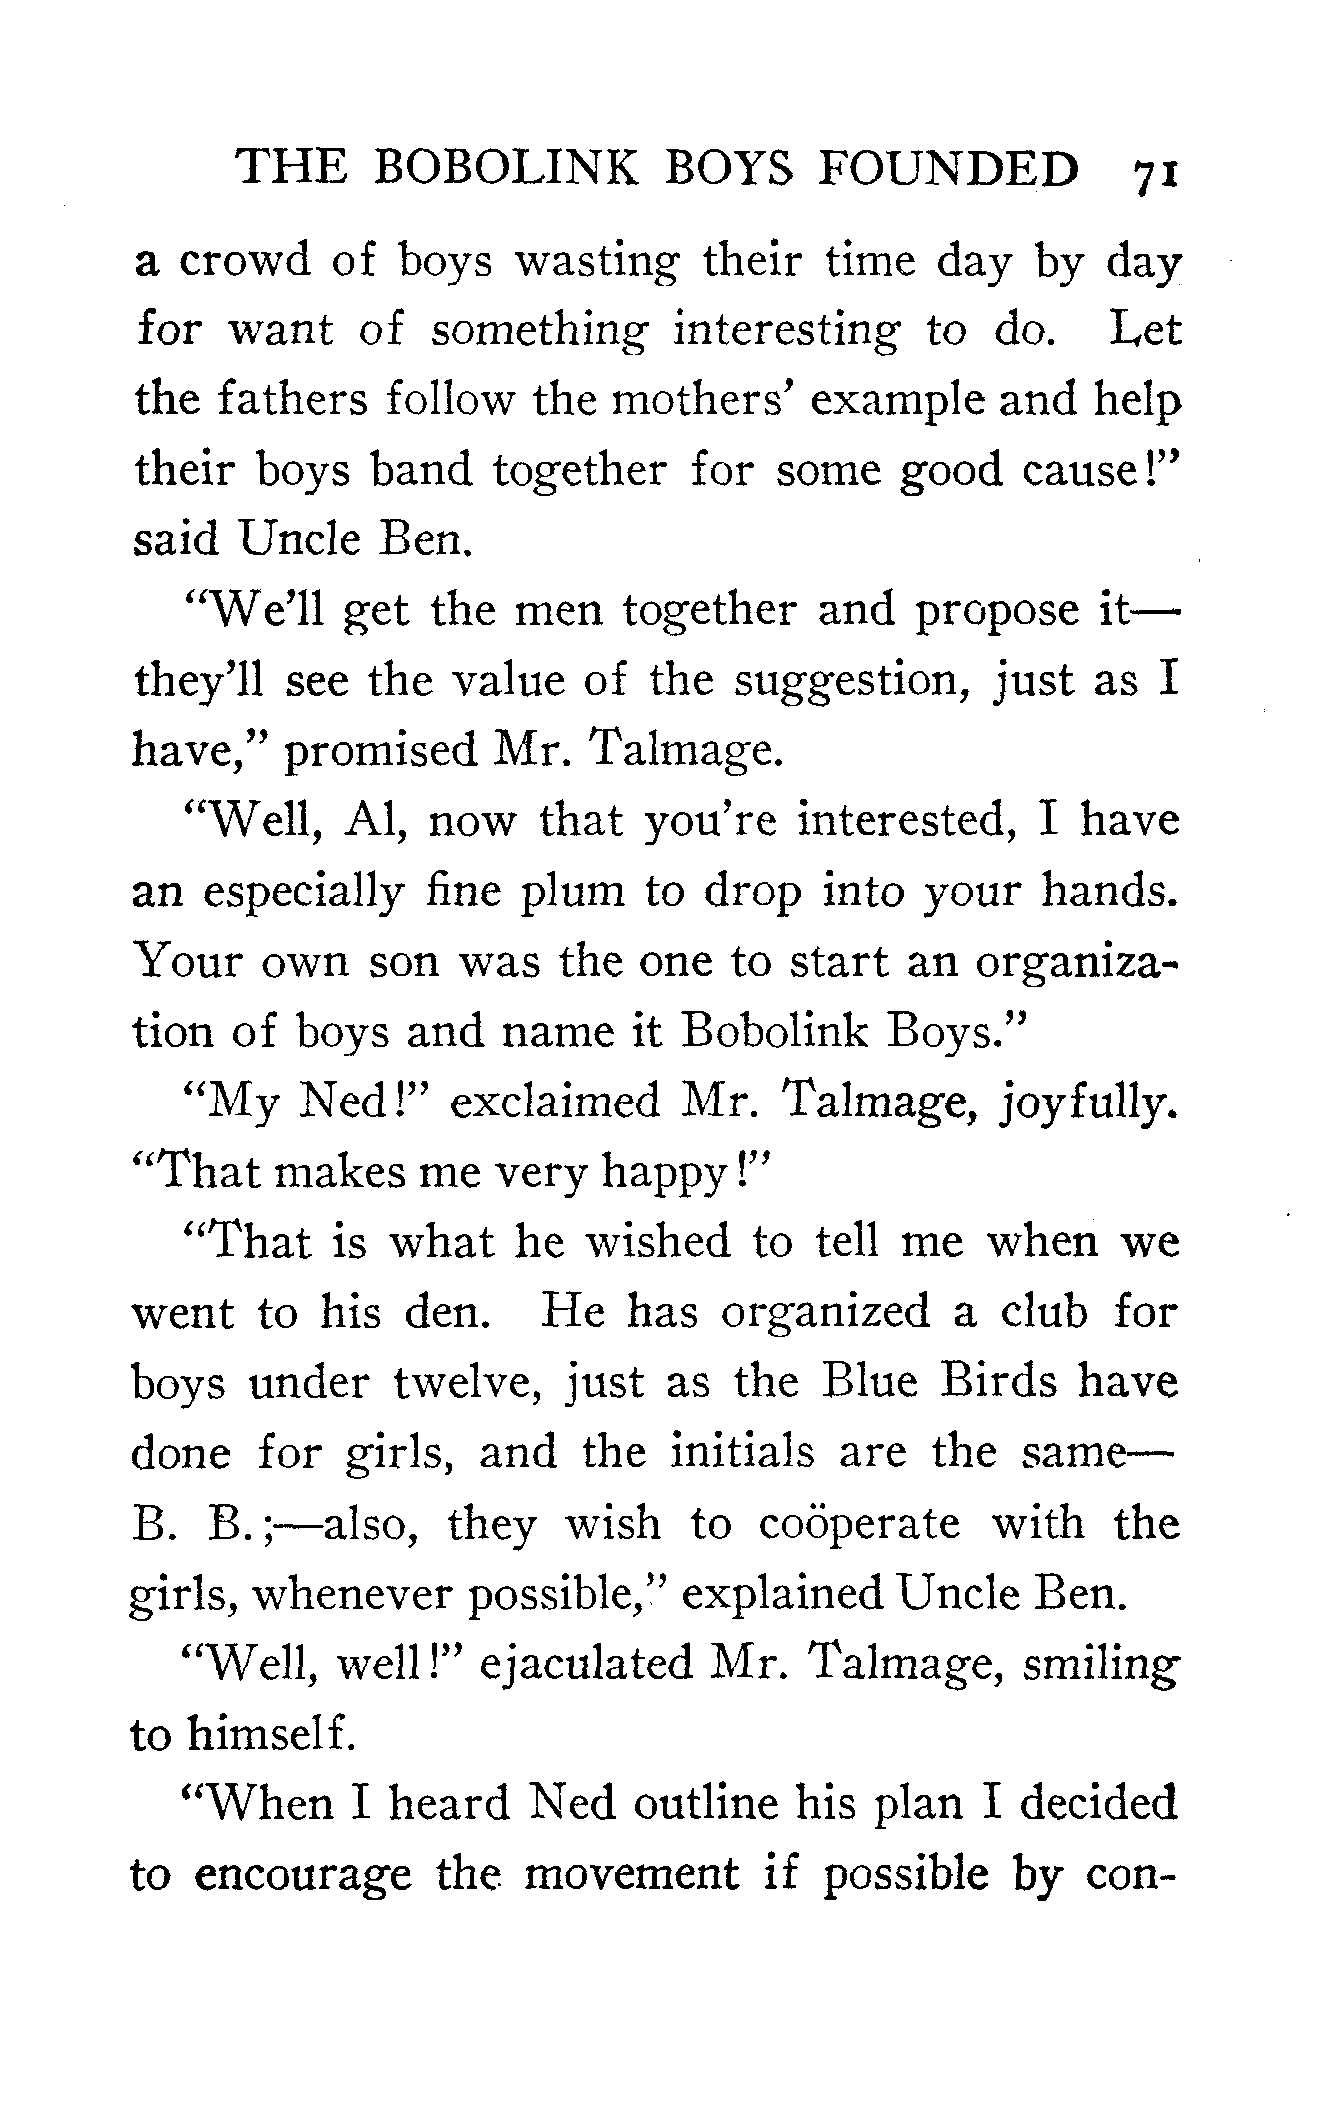 THE BOBOLINK BOYS FOUNDED 71
a crowd of boys wasting their time day by day
for want of something interesting to do. Let
the fathers follow the mothers' example and help
their boys band together for some good cause!"
said Uncle Ben.
"We'll get the men together and propose it—
they'll see the value of the suggestion, just as I
have," promised Mr. Talmage.
"Well, Al, now that you're interested, I have
an especially fine plum to drop into your hands.
Your own son was the one to start an organiza-
tion of boys and name it Bobolink Boys."
"My Ned!" exclaimed Mr. Talmage, joyfully.
"That makes me very happy!"
"That is what he wished to tell me when we
went to his den. He has organized a club for
boys under twelve, just as the Blue Birds have
done for girls, and the initials are the same—
B. B.;—also, they wish to coöperate with the
girls, whenever possible," explained Uncle Ben.
"Well, well!" ejaculated Mr. Talmage, smiling
to himself.
"When I heard Ned outline his plan I decided
to encourage the movement if possible by con-